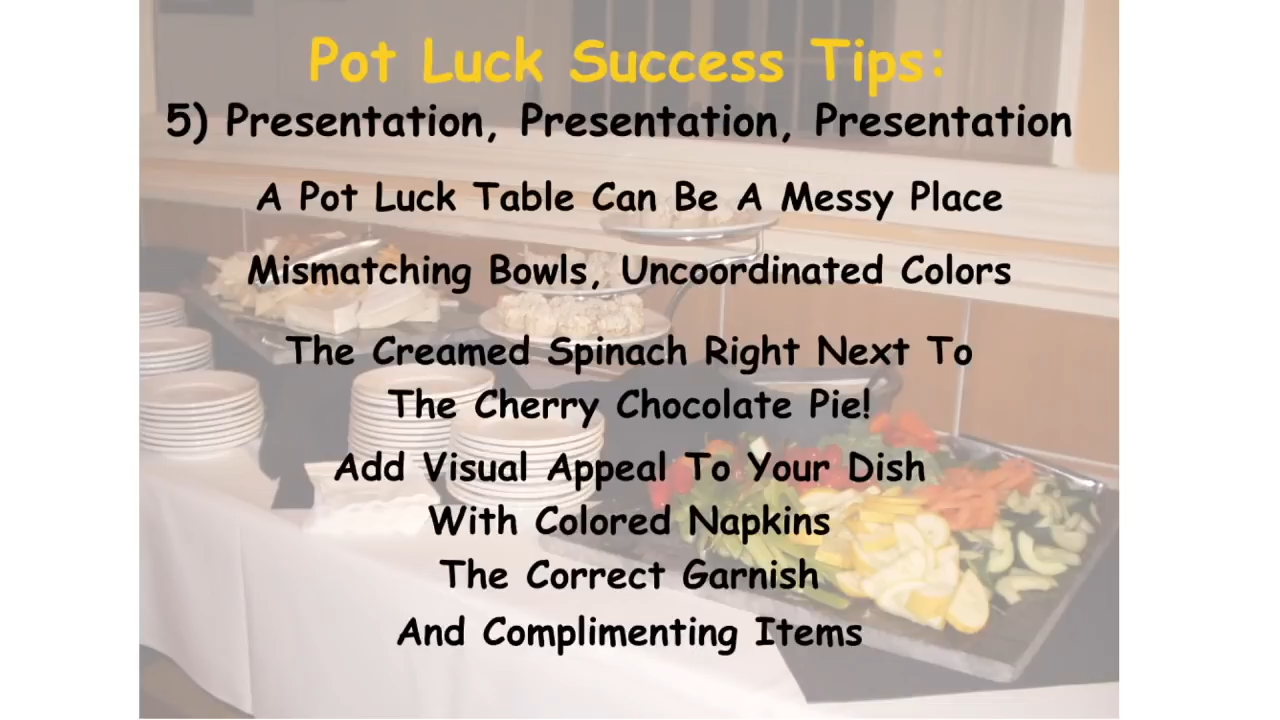 Pot Luck Success Tips:
5) Presentation, Presentation, Presentation
A Pot Luck Table Can Be A Messy Place
Mismatching Bowls, Uncoordinated Colors
The Creamed Spinach Right Next To
The Cherry Chocolate Pie!
Add Visual Appeal To Your Dish
With Colored Napkins
The Correct Garnish
And Complimenting Items